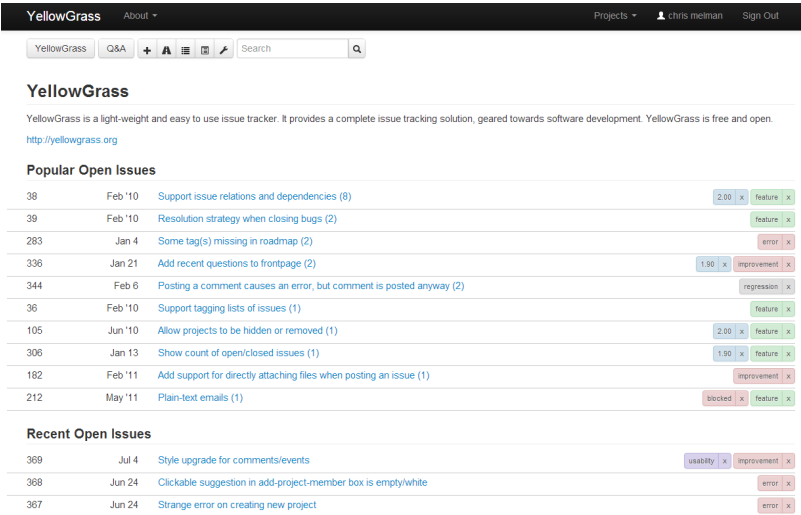 YellowGrass About Projects chris melman Sign Out
YellowGrass Q&A Search
YellowGrass
YellowGrass is a light-weight and easy to use issue tracker. It provides a complete issue tracking solution, geared towards software development. YellowGrass is free and open.
http://yellowgrass.org
Popular Open Issues
38 Feb '10 Support issue relations and dependencies (8) 2.00 x feature x
39 Feb '10 Resolution strategy when closing bugs (2) feature x
283 Jan 4 Some tag(s) missing in roadmap (2) error x
336 Jan 21 Add recent questions to frontpage (2) 1.90 x improvement x
344 Feb 6 Posting a comment causes an error, but comment is posted anyway (2) regression x
36 Feb '10 Support tagging lists of issues (1) feature x
105 Jun '10 Allow projects to be hidden or removed (1) 2.00 x feature x
306 Jan 13 Show count of open/closed issues (1) 1.90 x feature x
182 Feb '11 Add support for directly attaching files when posting an issue (1) improvement x
212 May '11 Plain-text emails (1) blocked x feature x
Recent Open Issues
369 Jul 4 Style upgrade for comments/events usability x improvement x
368 Jun 24 Clickable suggestion in add-project-member box is empty/white error x
367 Jun 24 Strange error on creating new project error x